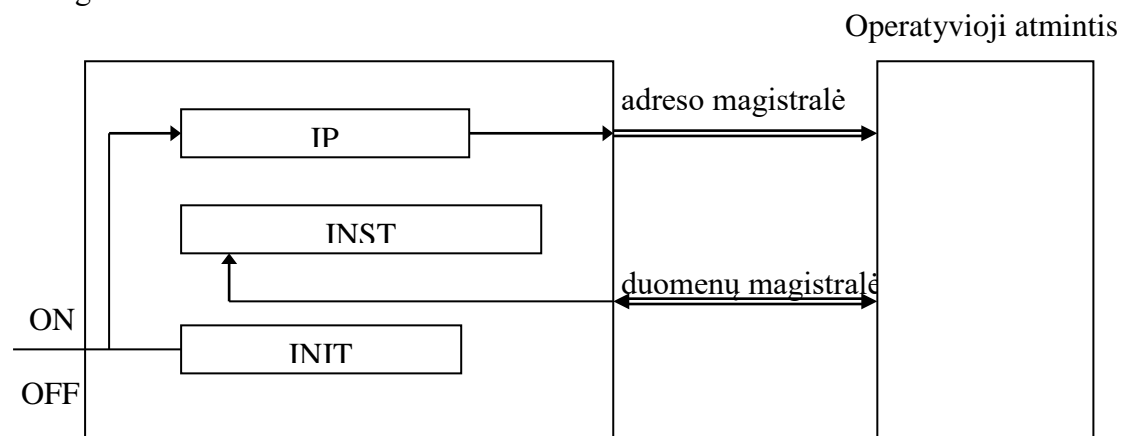 Operatyvioji atmintis
adreso magistralė
IP
INST
duomenų magistralė
ON
INIT
OFF